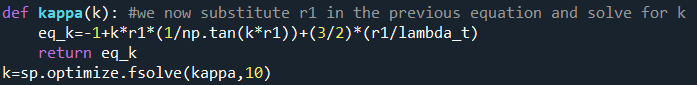 def kappa(k): #we now substitute r1 in the previous equation and solve for k
    eq_k=-1+k*r1*(1/np.tan(k*r1))+(3/2)*(r1/lambda_t)
    return eq_k
k=sp.optimize.fsolve(kappa,10)